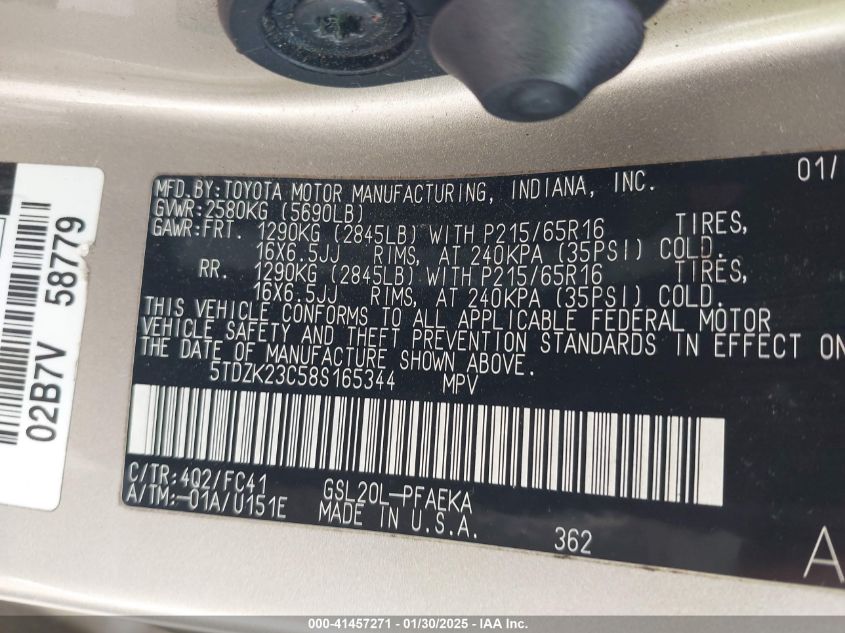 02B7V 58779
MFD.BY:TOYOTA MOTOR MANUFACTURING, INDIANA, INC. 01/
GVWR:2580KG (5690LB)
GAWR:FRT. 1290KG (2845LB) WITH P215/65R16 TIRES,
16X6.5JJ RIMS, AT 240KPA (35PSI) COLD.
RR. 1290KG (2845LB) WITH P215/65R16 TIRES,
16X6.5JJ RIMS, AT 240KPA (35PSI) COLD.
THIS VEHICLE CONFORMS TO ALL APPLICABLE FEDERAL MOTOR
VEHICLE SAFETY AND THEFT PREVENTION STANDARDS IN EFFECT ON
THE DATE OF MANUFACTURE SHOWN ABOVE.
5TDZK23C58S165344 MPV
C/TR:4Q2/FC41
A/TM:-01A/U151E
GSL20L-PFAEKA
MADE IN U.S.A.
362
A
000-41457271 - 01/30/2025 - IAA Inc.